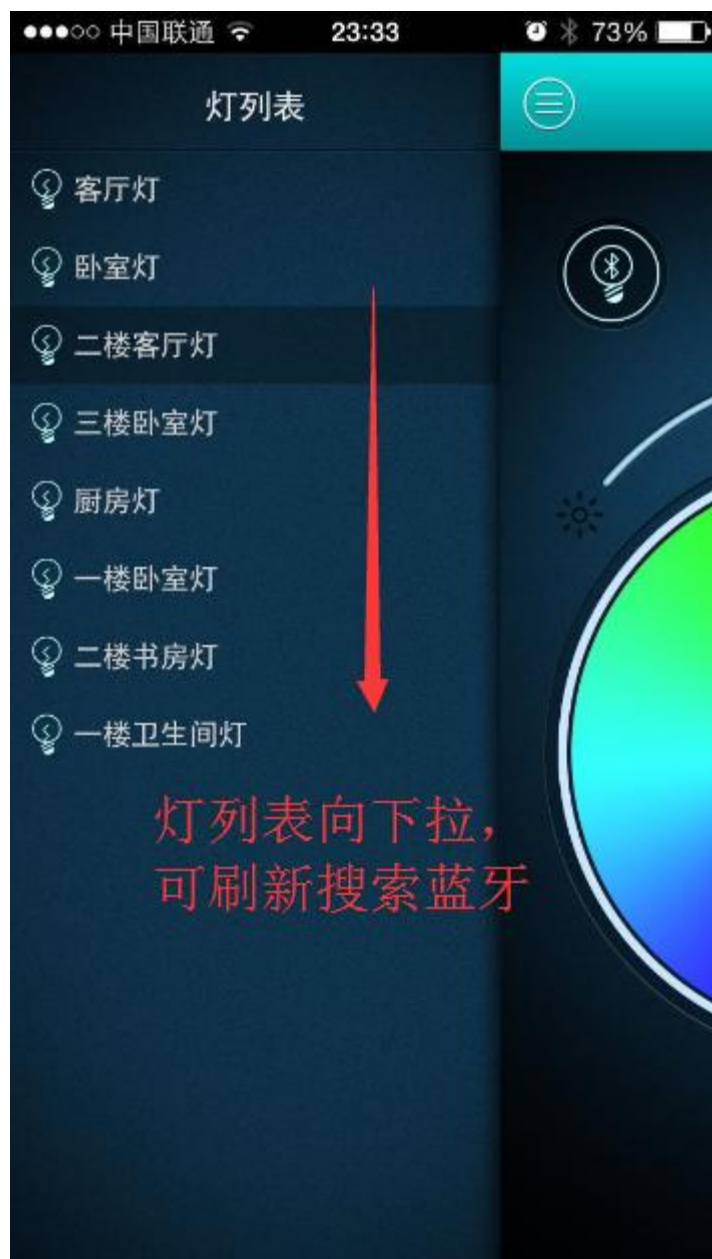 中国联通 23:33 73%
灯列表
客厅灯
卧室灯
二楼客厅灯
三楼卧室灯
厨房灯
一楼卧室灯
二楼书房灯
一楼卫生间灯
灯列表向下拉，
可刷新搜索蓝牙